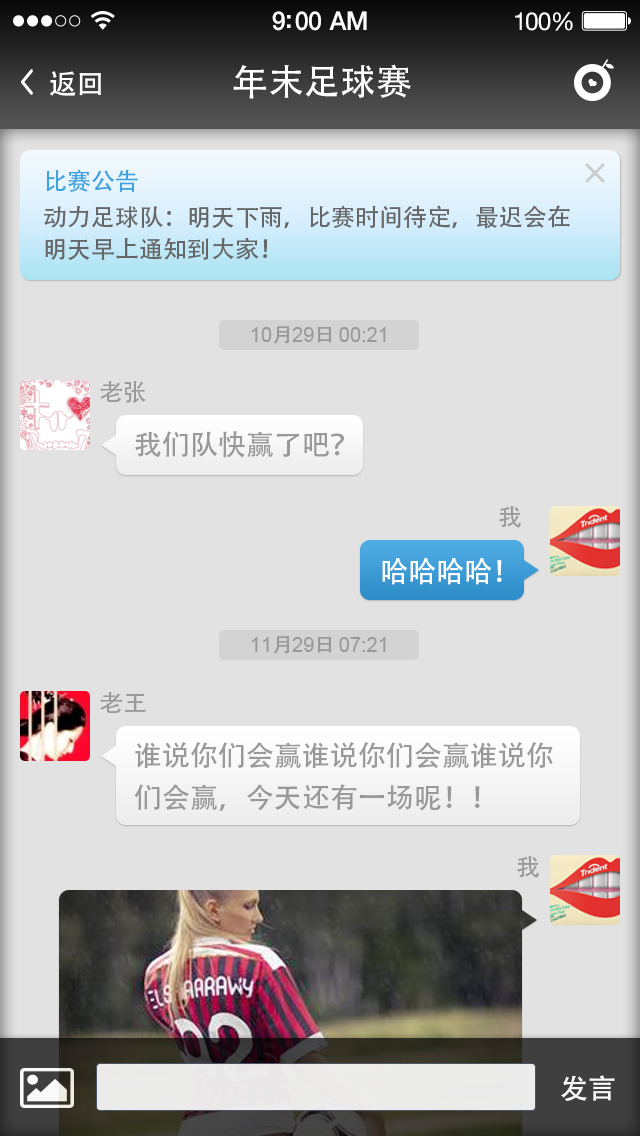 9:00 AM
100%
返回
年末足球赛
比赛公告
动力足球队：明天下雨，比赛时间待定，最迟会在
明天早上通知到大家！
10月29日 00:21
老张
我们队快赢了吧？
我
Trident
哈哈哈哈！
11月29日 07:21
老王
谁说你们会赢谁说你们会赢谁说你
们会赢，今天还有一场呢！！
我
Trident
ELSHAARAWY
92
发言